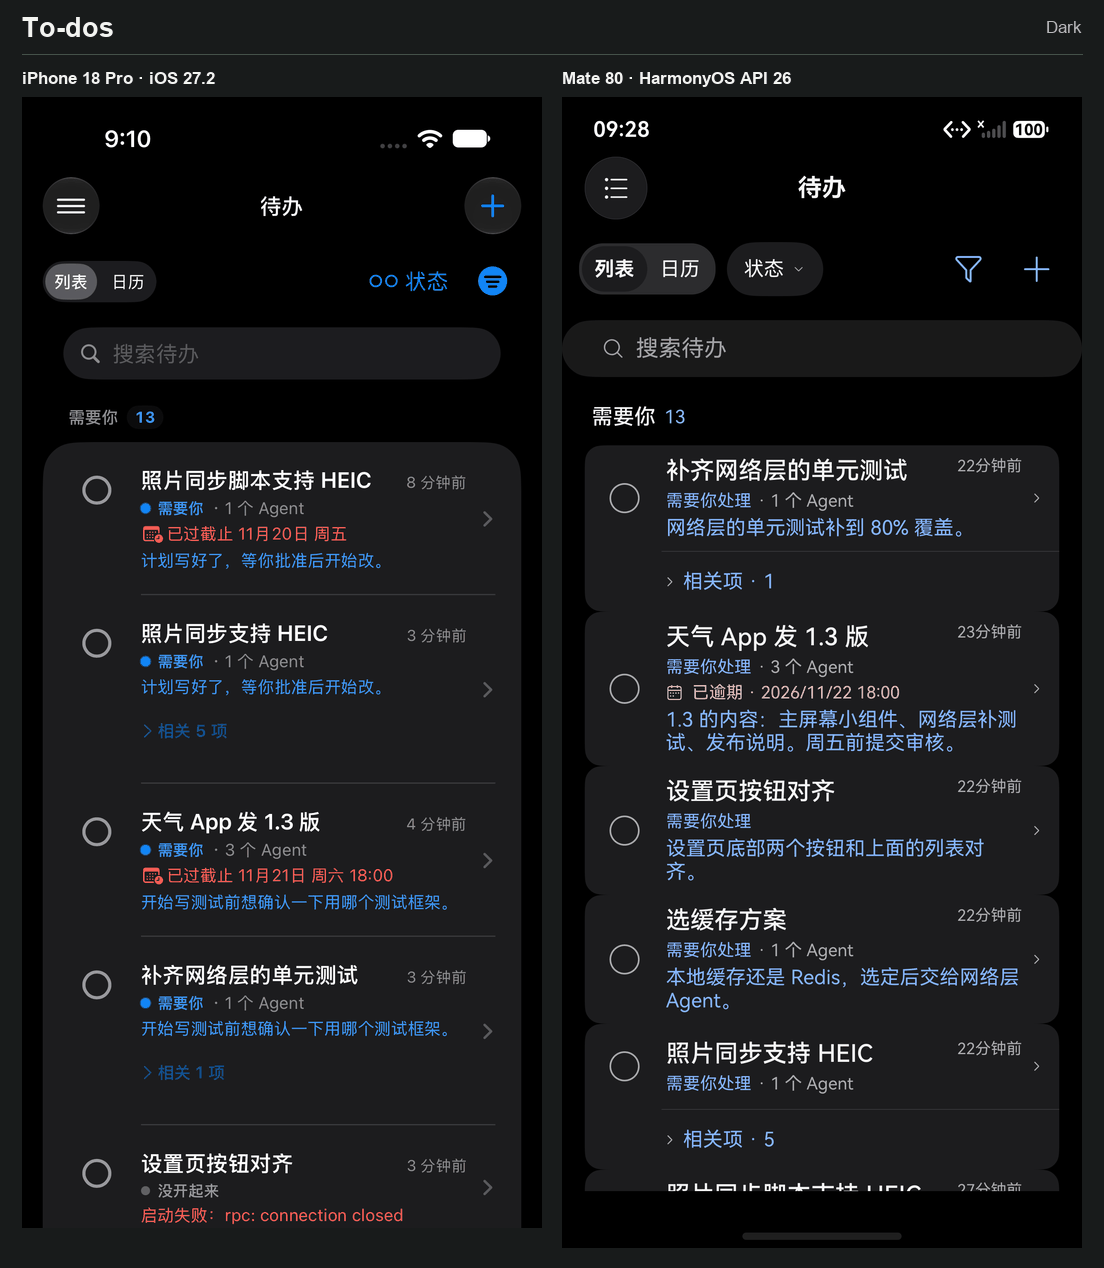 To-dos
Dark
iPhone 18 Pro · iOS 27.2
9:10
待办
列表
日历
状态
搜索待办
需要你 13
照片同步脚本支持 HEIC
8 分钟前
需要你 · 1 个 Agent
已过截止 11月20日 周五
计划写好了，等你批准后开始改。
照片同步支持 HEIC
3 分钟前
需要你 · 1 个 Agent
计划写好了，等你批准后开始改。
相关 5 项
天气 App 发 1.3 版
4 分钟前
需要你 · 3 个 Agent
已过截止 11月21日 周六 18:00
开始写测试前想确认一下用哪个测试框架。
补齐网络层的单元测试
3 分钟前
需要你 · 1 个 Agent
开始写测试前想确认一下用哪个测试框架。
相关 1 项
设置页按钮对齐
3 分钟前
没开起来
启动失败：rpc: connection closed
Mate 80 · HarmonyOS API 26
09:28
100
待办
列表
日历
状态
搜索待办
需要你 13
补齐网络层的单元测试
22分钟前
需要你处理 · 1 个 Agent
网络层的单元测试补到 80% 覆盖。
相关项 · 1
天气 App 发 1.3 版
23分钟前
需要你处理 · 3 个 Agent
已逾期 · 2026/11/22 18:00
1.3 的内容：主屏幕小组件、网络层补测
试、发布说明。周五前提交审核。
设置页按钮对齐
22分钟前
需要你处理
设置页底部两个按钮和上面的列表对
齐。
选缓存方案
22分钟前
需要你处理 · 1 个 Agent
本地缓存还是 Redis，选定后交给网络层
Agent。
照片同步支持 HEIC
22分钟前
需要你处理 · 1 个 Agent
相关项 · 5
照片同步脚本支持 HEIC
27分钟前